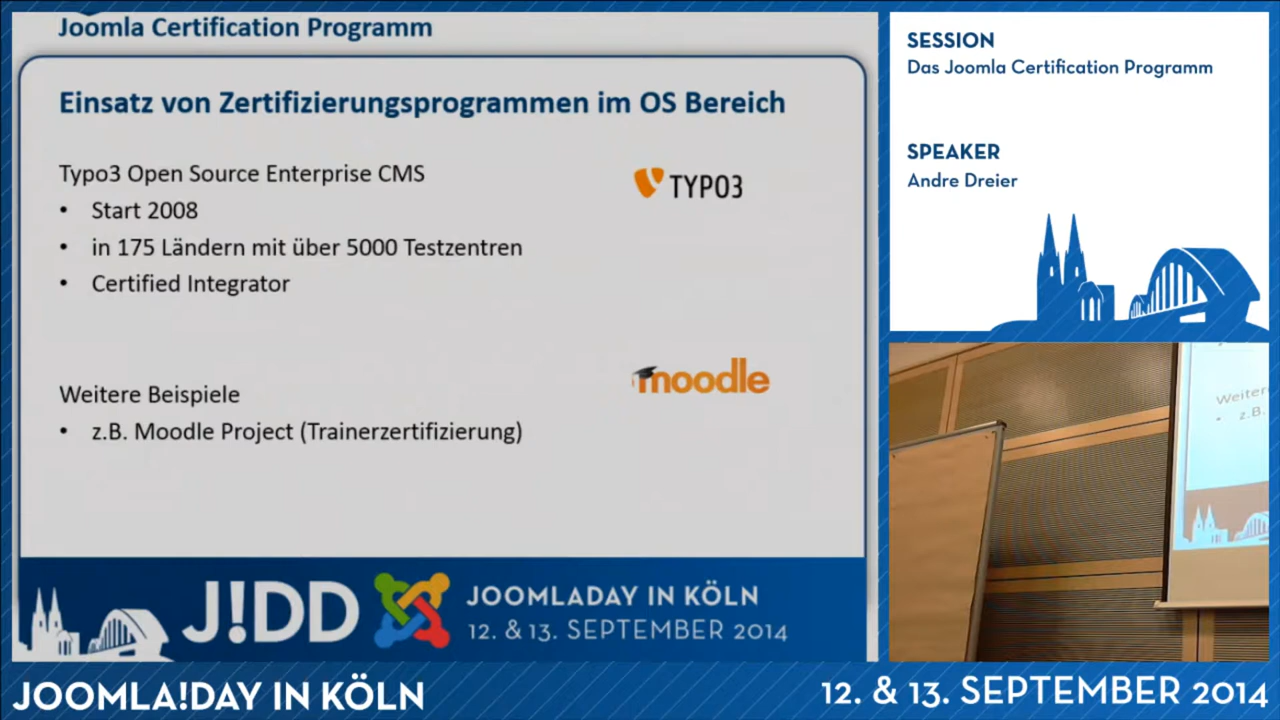 Joomla Certification Programm
Einsatz von Zertifizierungsprogrammen im OS Bereich
Typo3 Open Source Enterprise CMS
• Start 2008
• in 175 Ländern mit über 5000 Testzentren
• Certified Integrator
TYPO3
Weitere Beispiele
• z.B. Moodle Project (Trainerzertifizierung)
moodle
J!DD
JOOMLADAY IN KÖLN
12. & 13. SEPTEMBER 2014
SESSION
Das Joomla Certification Programm
SPEAKER
Andre Dreier
Weiter
• z.B.
JOOMLA!DAY IN KÖLN
12. & 13. SEPTEMBER 2014